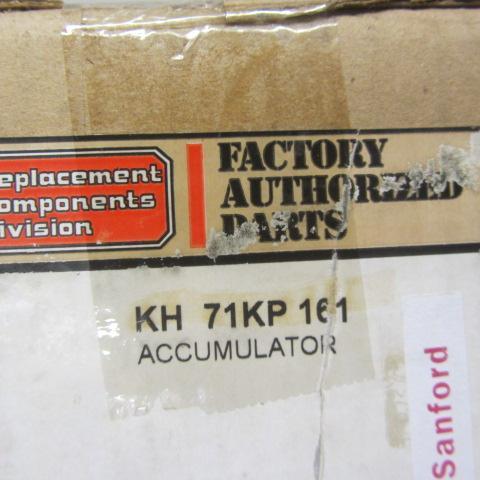 eplacement
omponents
ivision
FACTORY
AUTHORIZED
PARTS
KH 71KP 161
ACCUMULATOR
Sanford